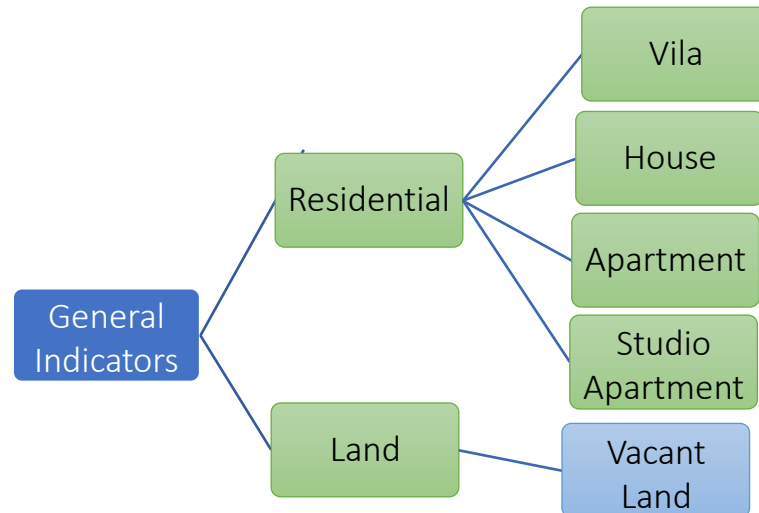 Vila
House
Residential
Apartment
General
Indicators
Studio
Apartment
Land
Vacant
Land